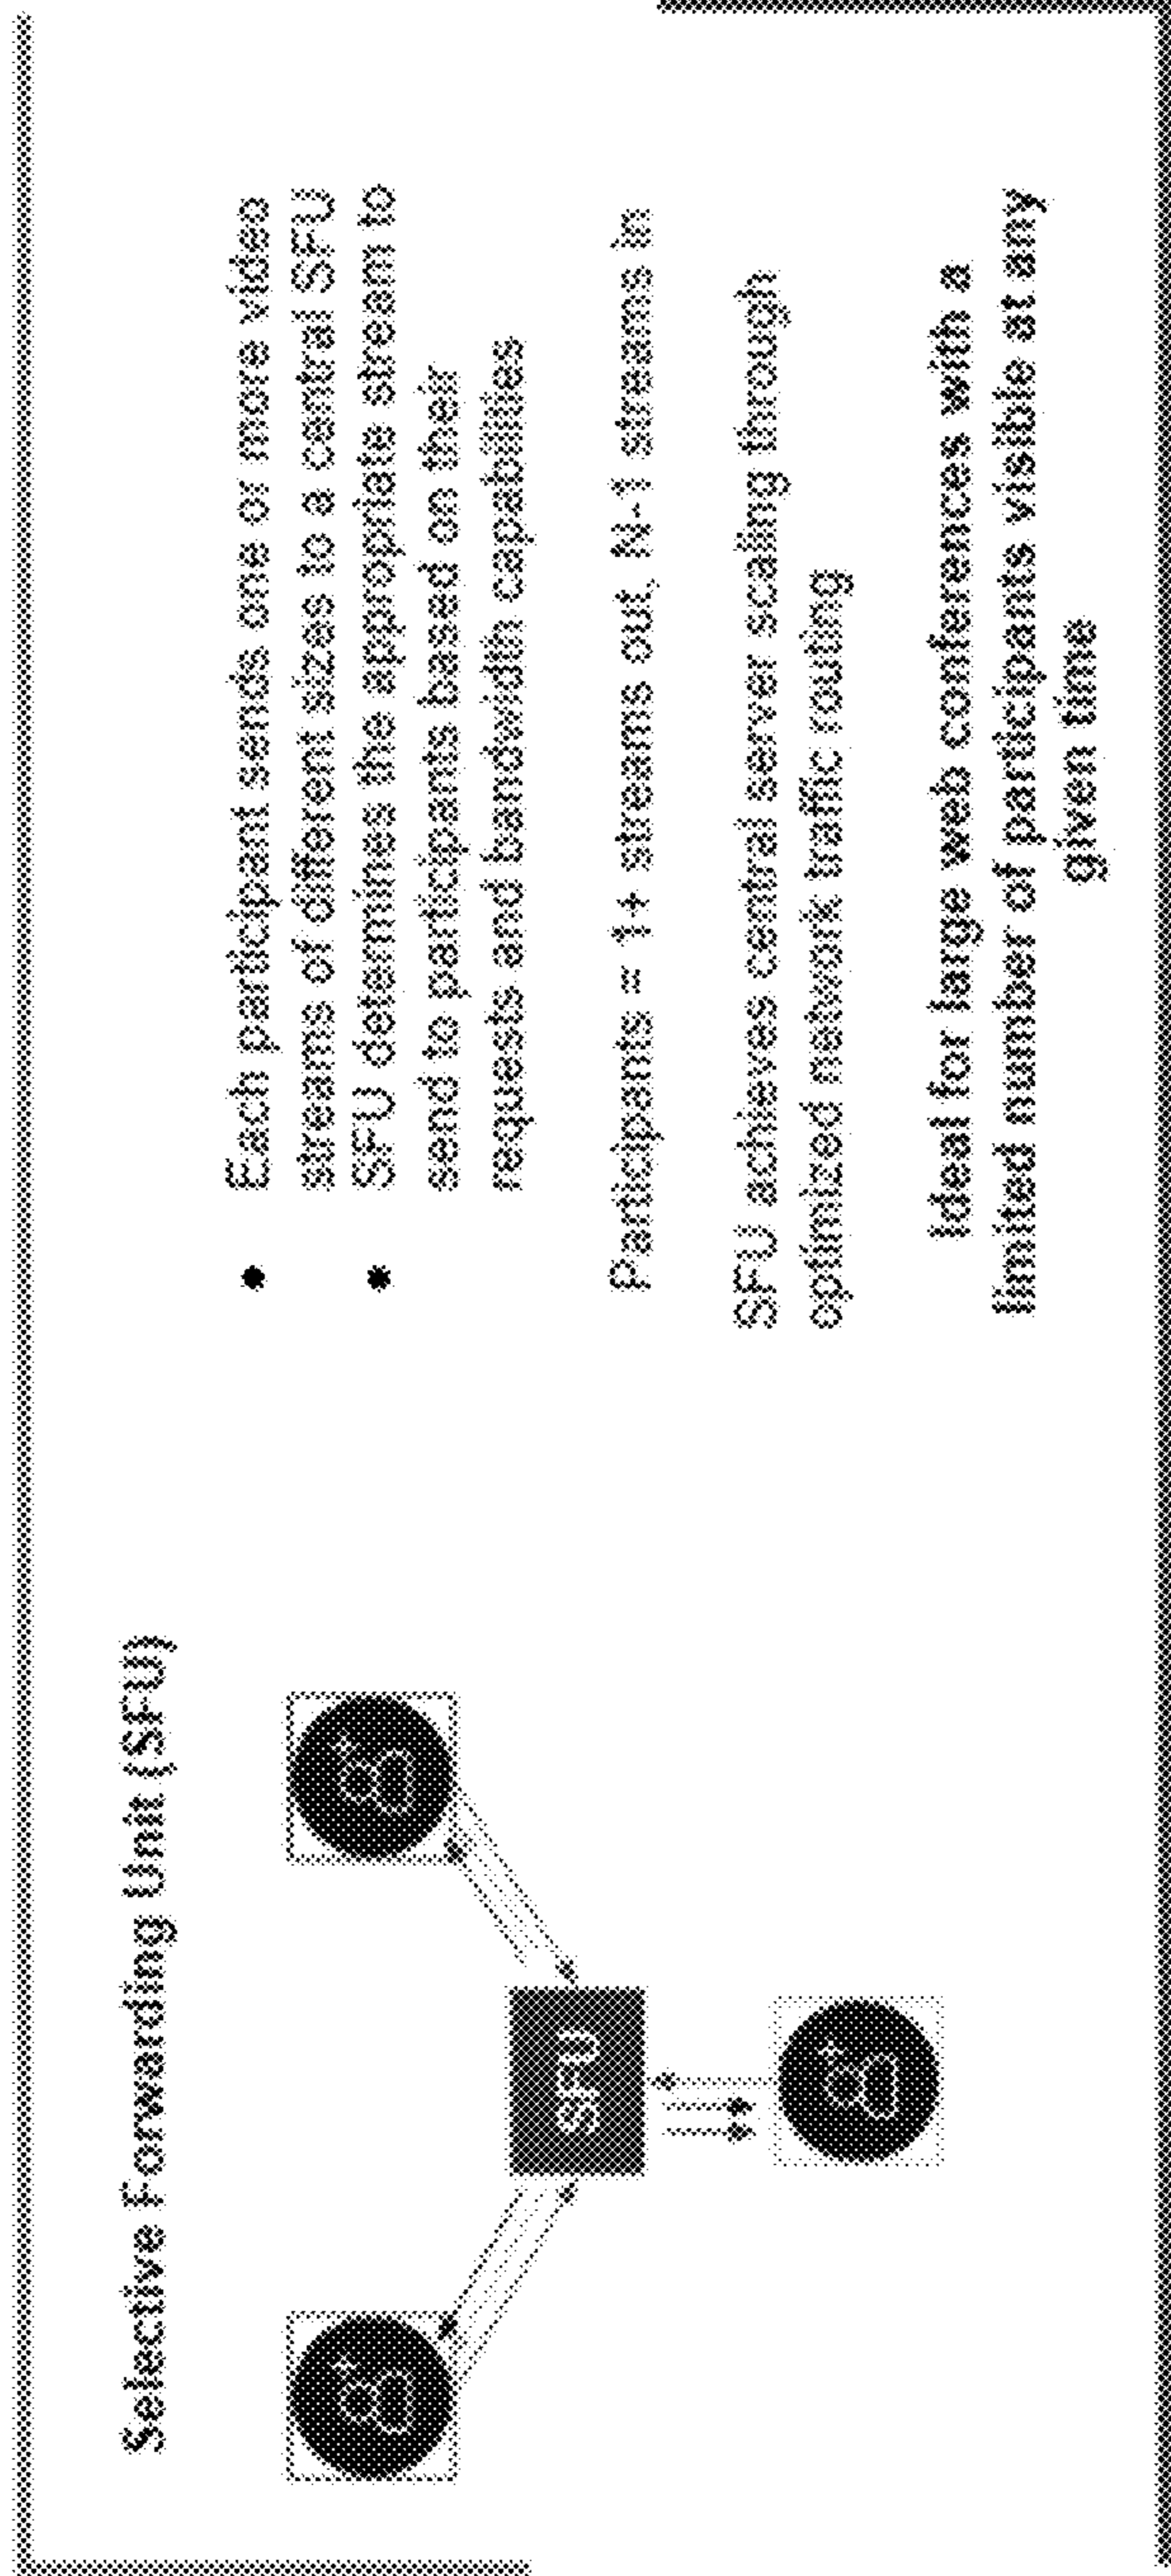 Selective Forwarding Unit (SFU)
SFU
• Each participant sends one or more video
streams of different sizes to a central SFU
• SFU determines the appropriate stream to
send to participants based on their
requests and bandwidth capabilities
Participants = 1+ streams out, N-1 streams in
SFU achieves central server scaling through
optimized network traffic routing
Ideal for large web conferences with a
limited number of participants visible at any
given time